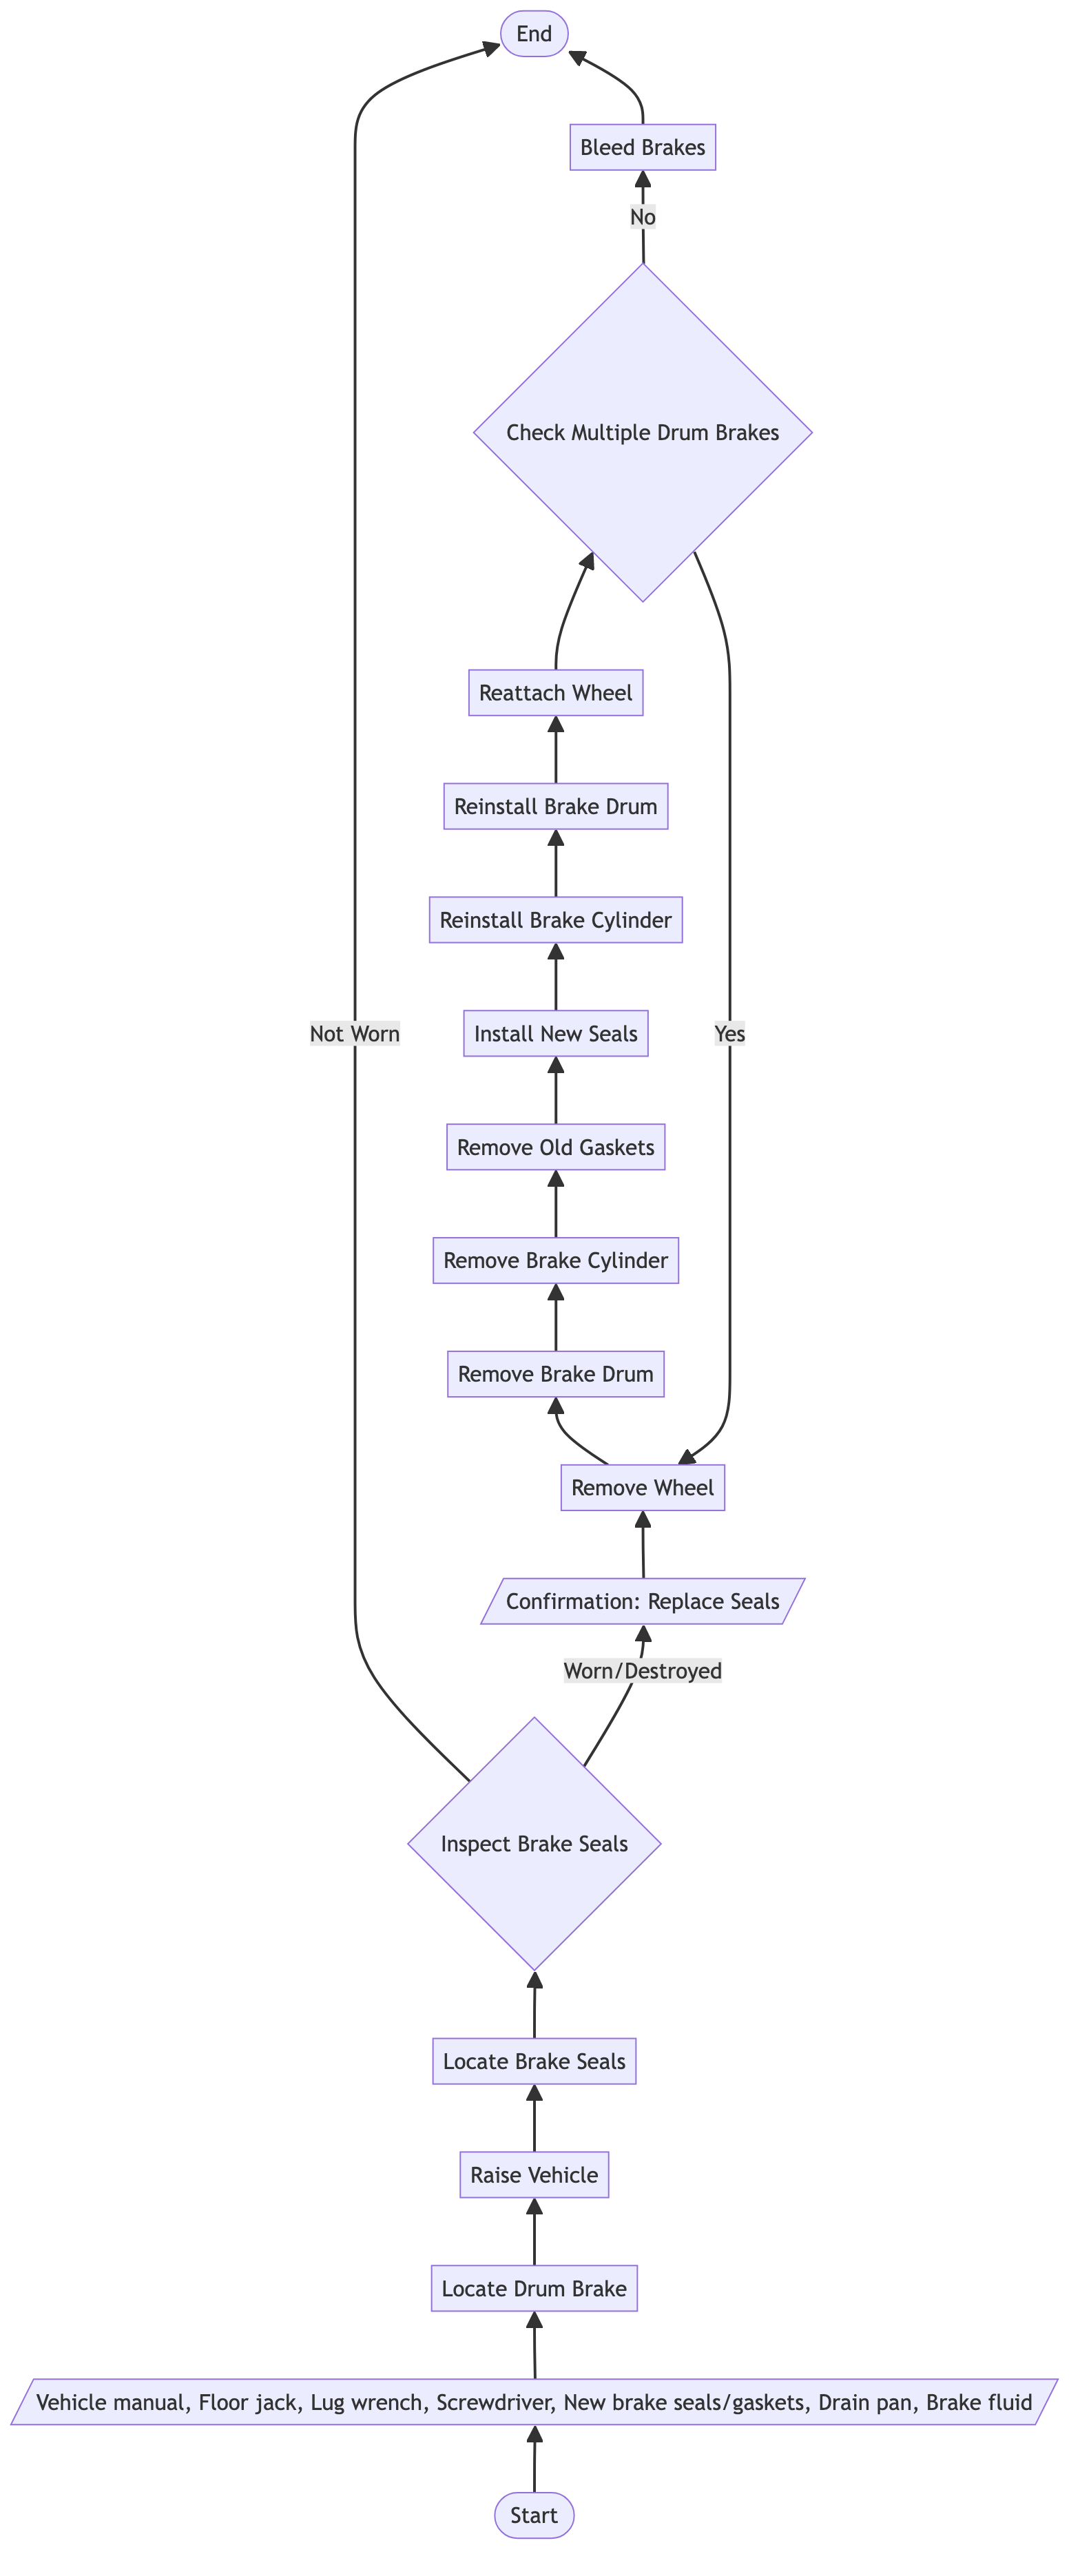 End
Bleed Brakes
No
Check Multiple Drum Brakes
Reattach Wheel
Reinstall Brake Drum
Reinstall Brake Cylinder
Not Worn
Install New Seals
Yes
Remove Old Gaskets
Remove Brake Cylinder
Remove Brake Drum
Remove Wheel
Confirmation: Replace Seals
Worn/Destroyed
Inspect Brake Seals
Locate Brake Seals
Raise Vehicle
Locate Drum Brake
Vehicle manual, Floor jack, Lug wrench, Screwdriver, New brake seals/gaskets, Drain pan, Brake fluid
Start